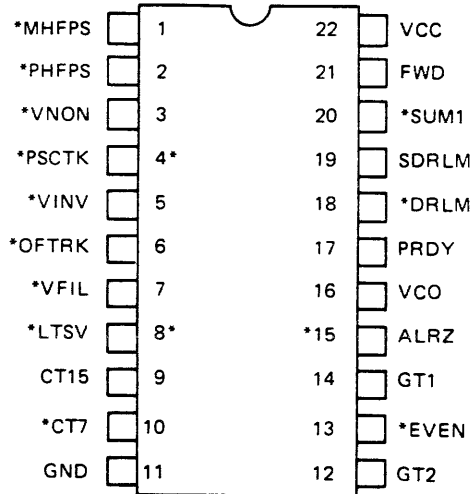 *MHFPS 1 22 VCC
*PHFPS 2 21 FWD
*VNON 3 20 *SUM1
*PSCTK 4* 19 SDRLM
*VINV 5 18 *DRLM
*OFTRK 6 17 PRDY
*VFIL 7 16 VCO
*LTSV 8* *15 ALRZ
CT15 9 14 GT1
*CT7 10 13 *EVEN
GND 11 12 GT2